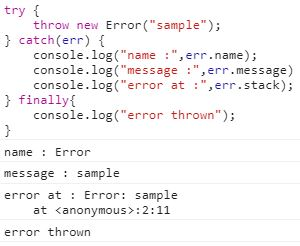 try {
    throw new Error("sample");
} catch(err) {
    console.log("name :",err.name);
    console.log("message :",err.message)
    console.log("error at :",err.stack);
} finally{
    console.log("error thrown");
}
name : Error
message : sample
error at : Error: sample
    at <anonymous>:2:11
error thrown